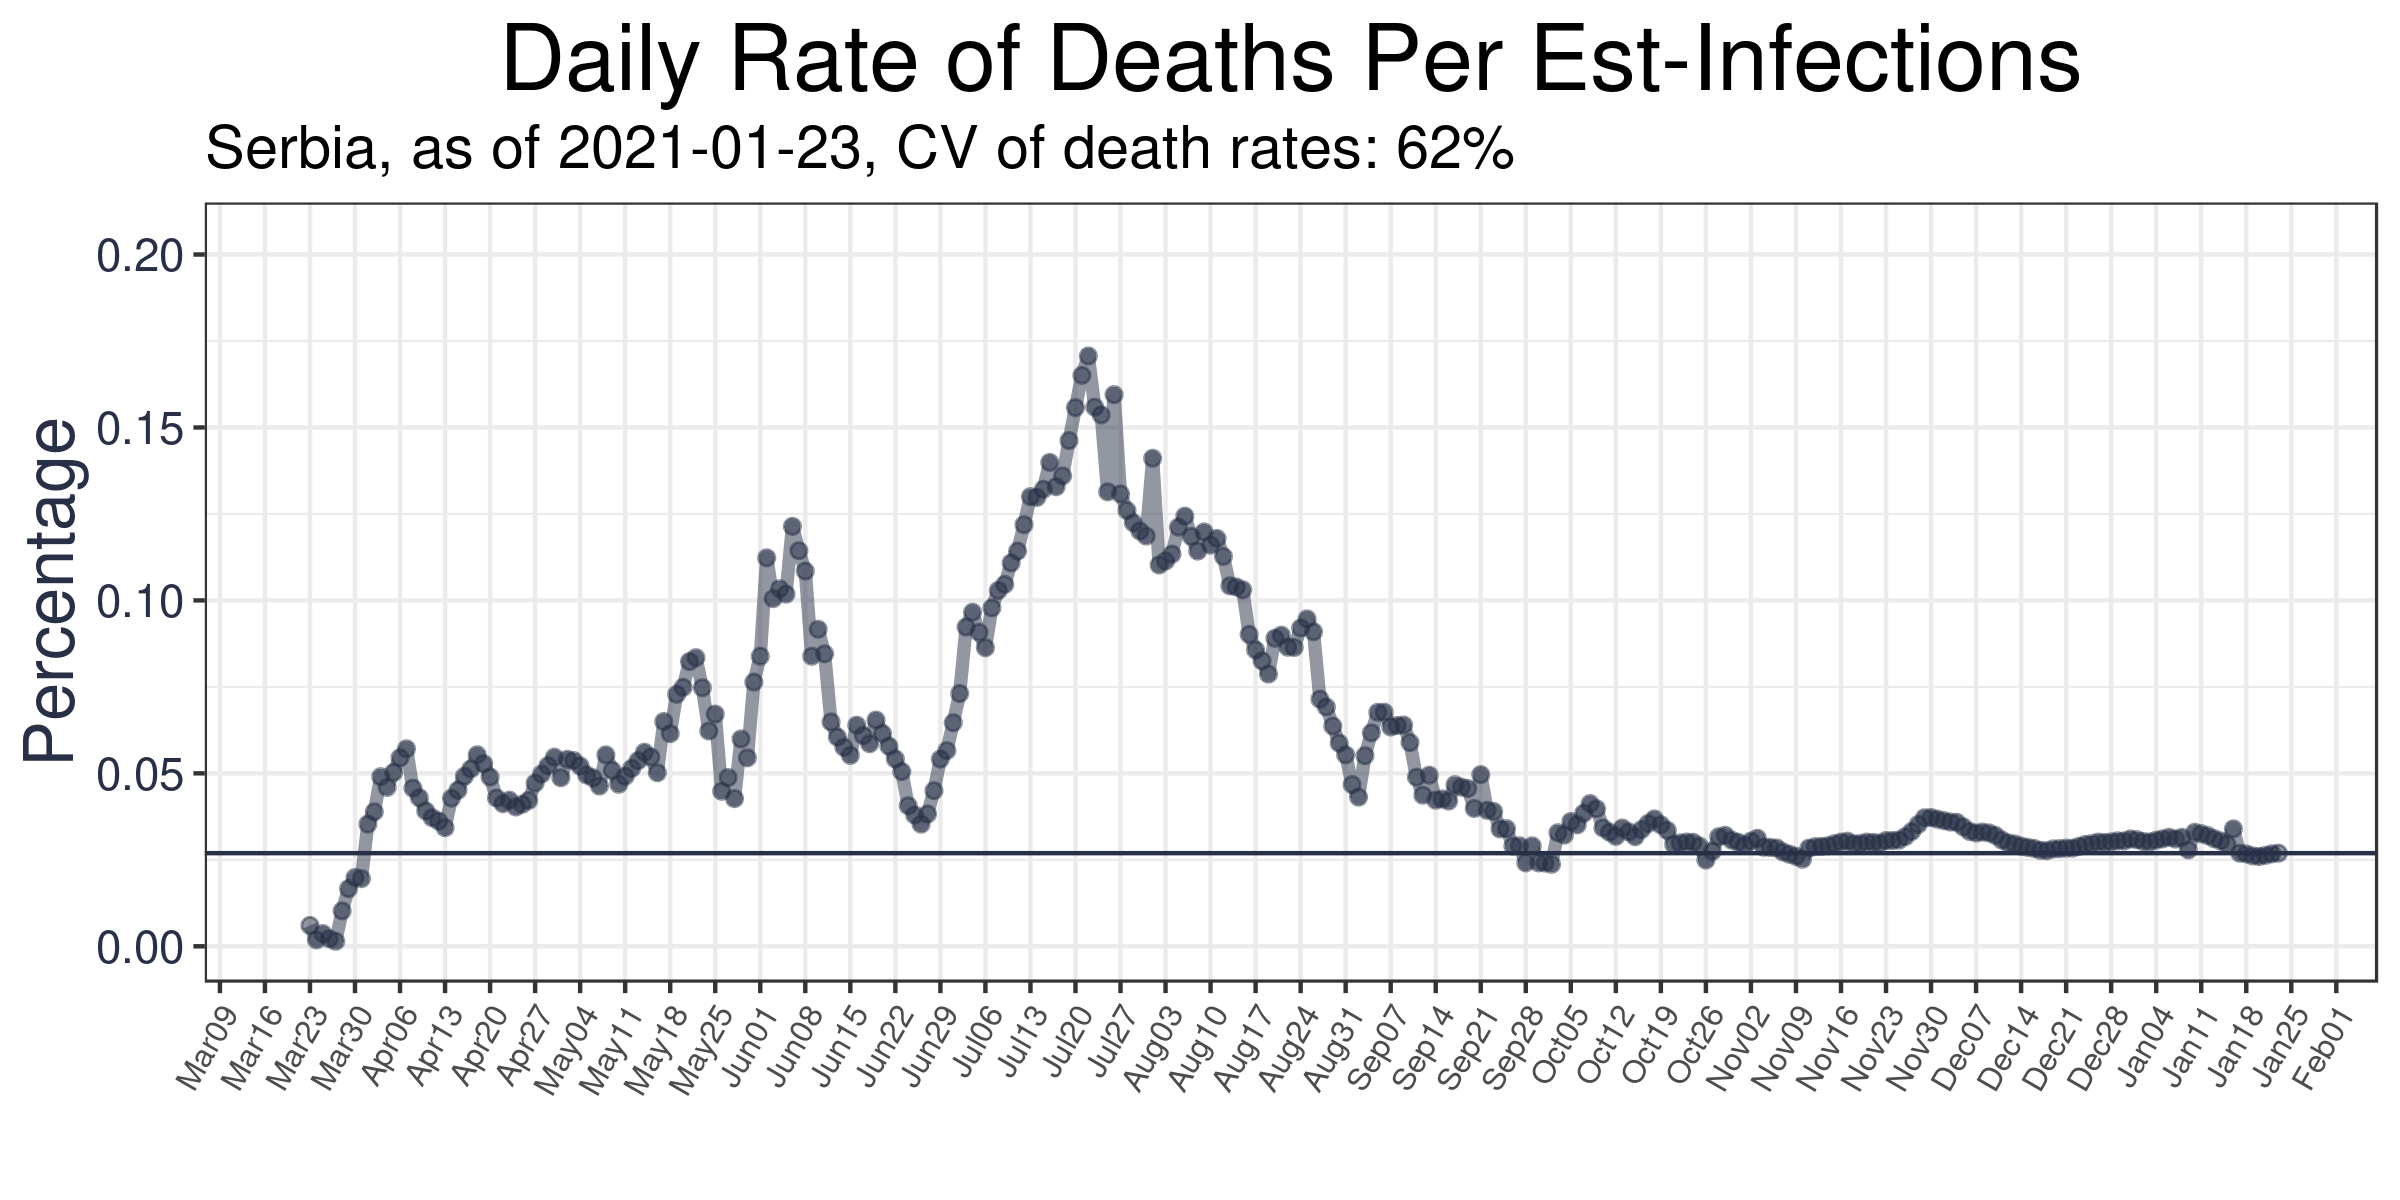 Daily Rate of Deaths Per Est-Infections
Serbia, as of 2021-01-23, CV of death rates: 62%
Percentage
0.20
0.15
0.10
0.05
0.00
Mar09
Mar16
Mar23
Mar30
Apr06
Apr13
Apr20
Apr27
May04
May11
May18
May25
Jun01
Jun08
Jun15
Jun22
Jun29
Jul06
Jul13
Jul20
Jul27
Aug03
Aug10
Aug17
Aug24
Aug31
Sep07
Sep14
Sep21
Sep28
Oct05
Oct12
Oct19
Oct26
Nov02
Nov09
Nov16
Nov23
Nov30
Dec07
Dec14
Dec21
Dec28
Jan04
Jan11
Jan18
Jan25
Feb01